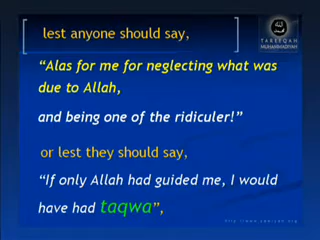 lest anyone should say,
TAREEQAH
MUHAMMADIYAH
“Alas for me for neglecting what was
due to Allah,
and being one of the ridiculer!”
or lest they should say,
“If only Allah had guided me, I would
have had taqwa”,